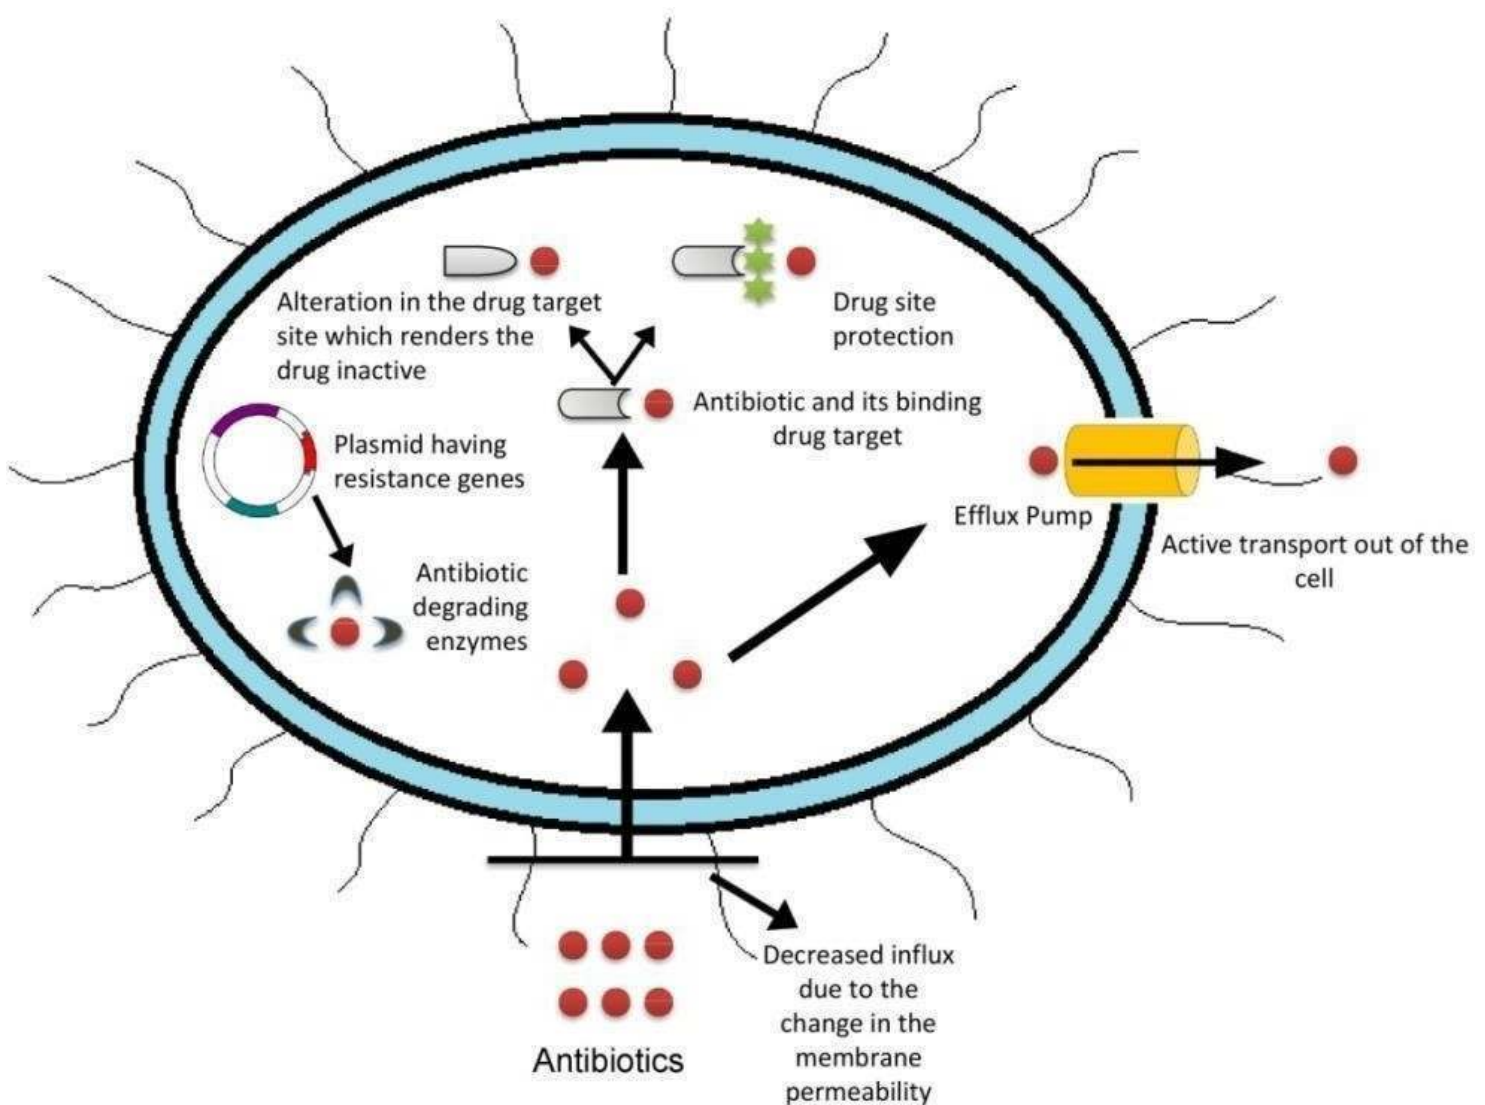 Alteration in the drug target
site which renders the
drug inactive
Drug site
protection
Antibiotic and its binding
drug target
Plasmid having
resistance genes
Efflux Pump
Active transport out of the
cell
Antibiotic
degrading
enzymes
Decreased influx
due to the
change in the
membrane
permeability
Antibiotics